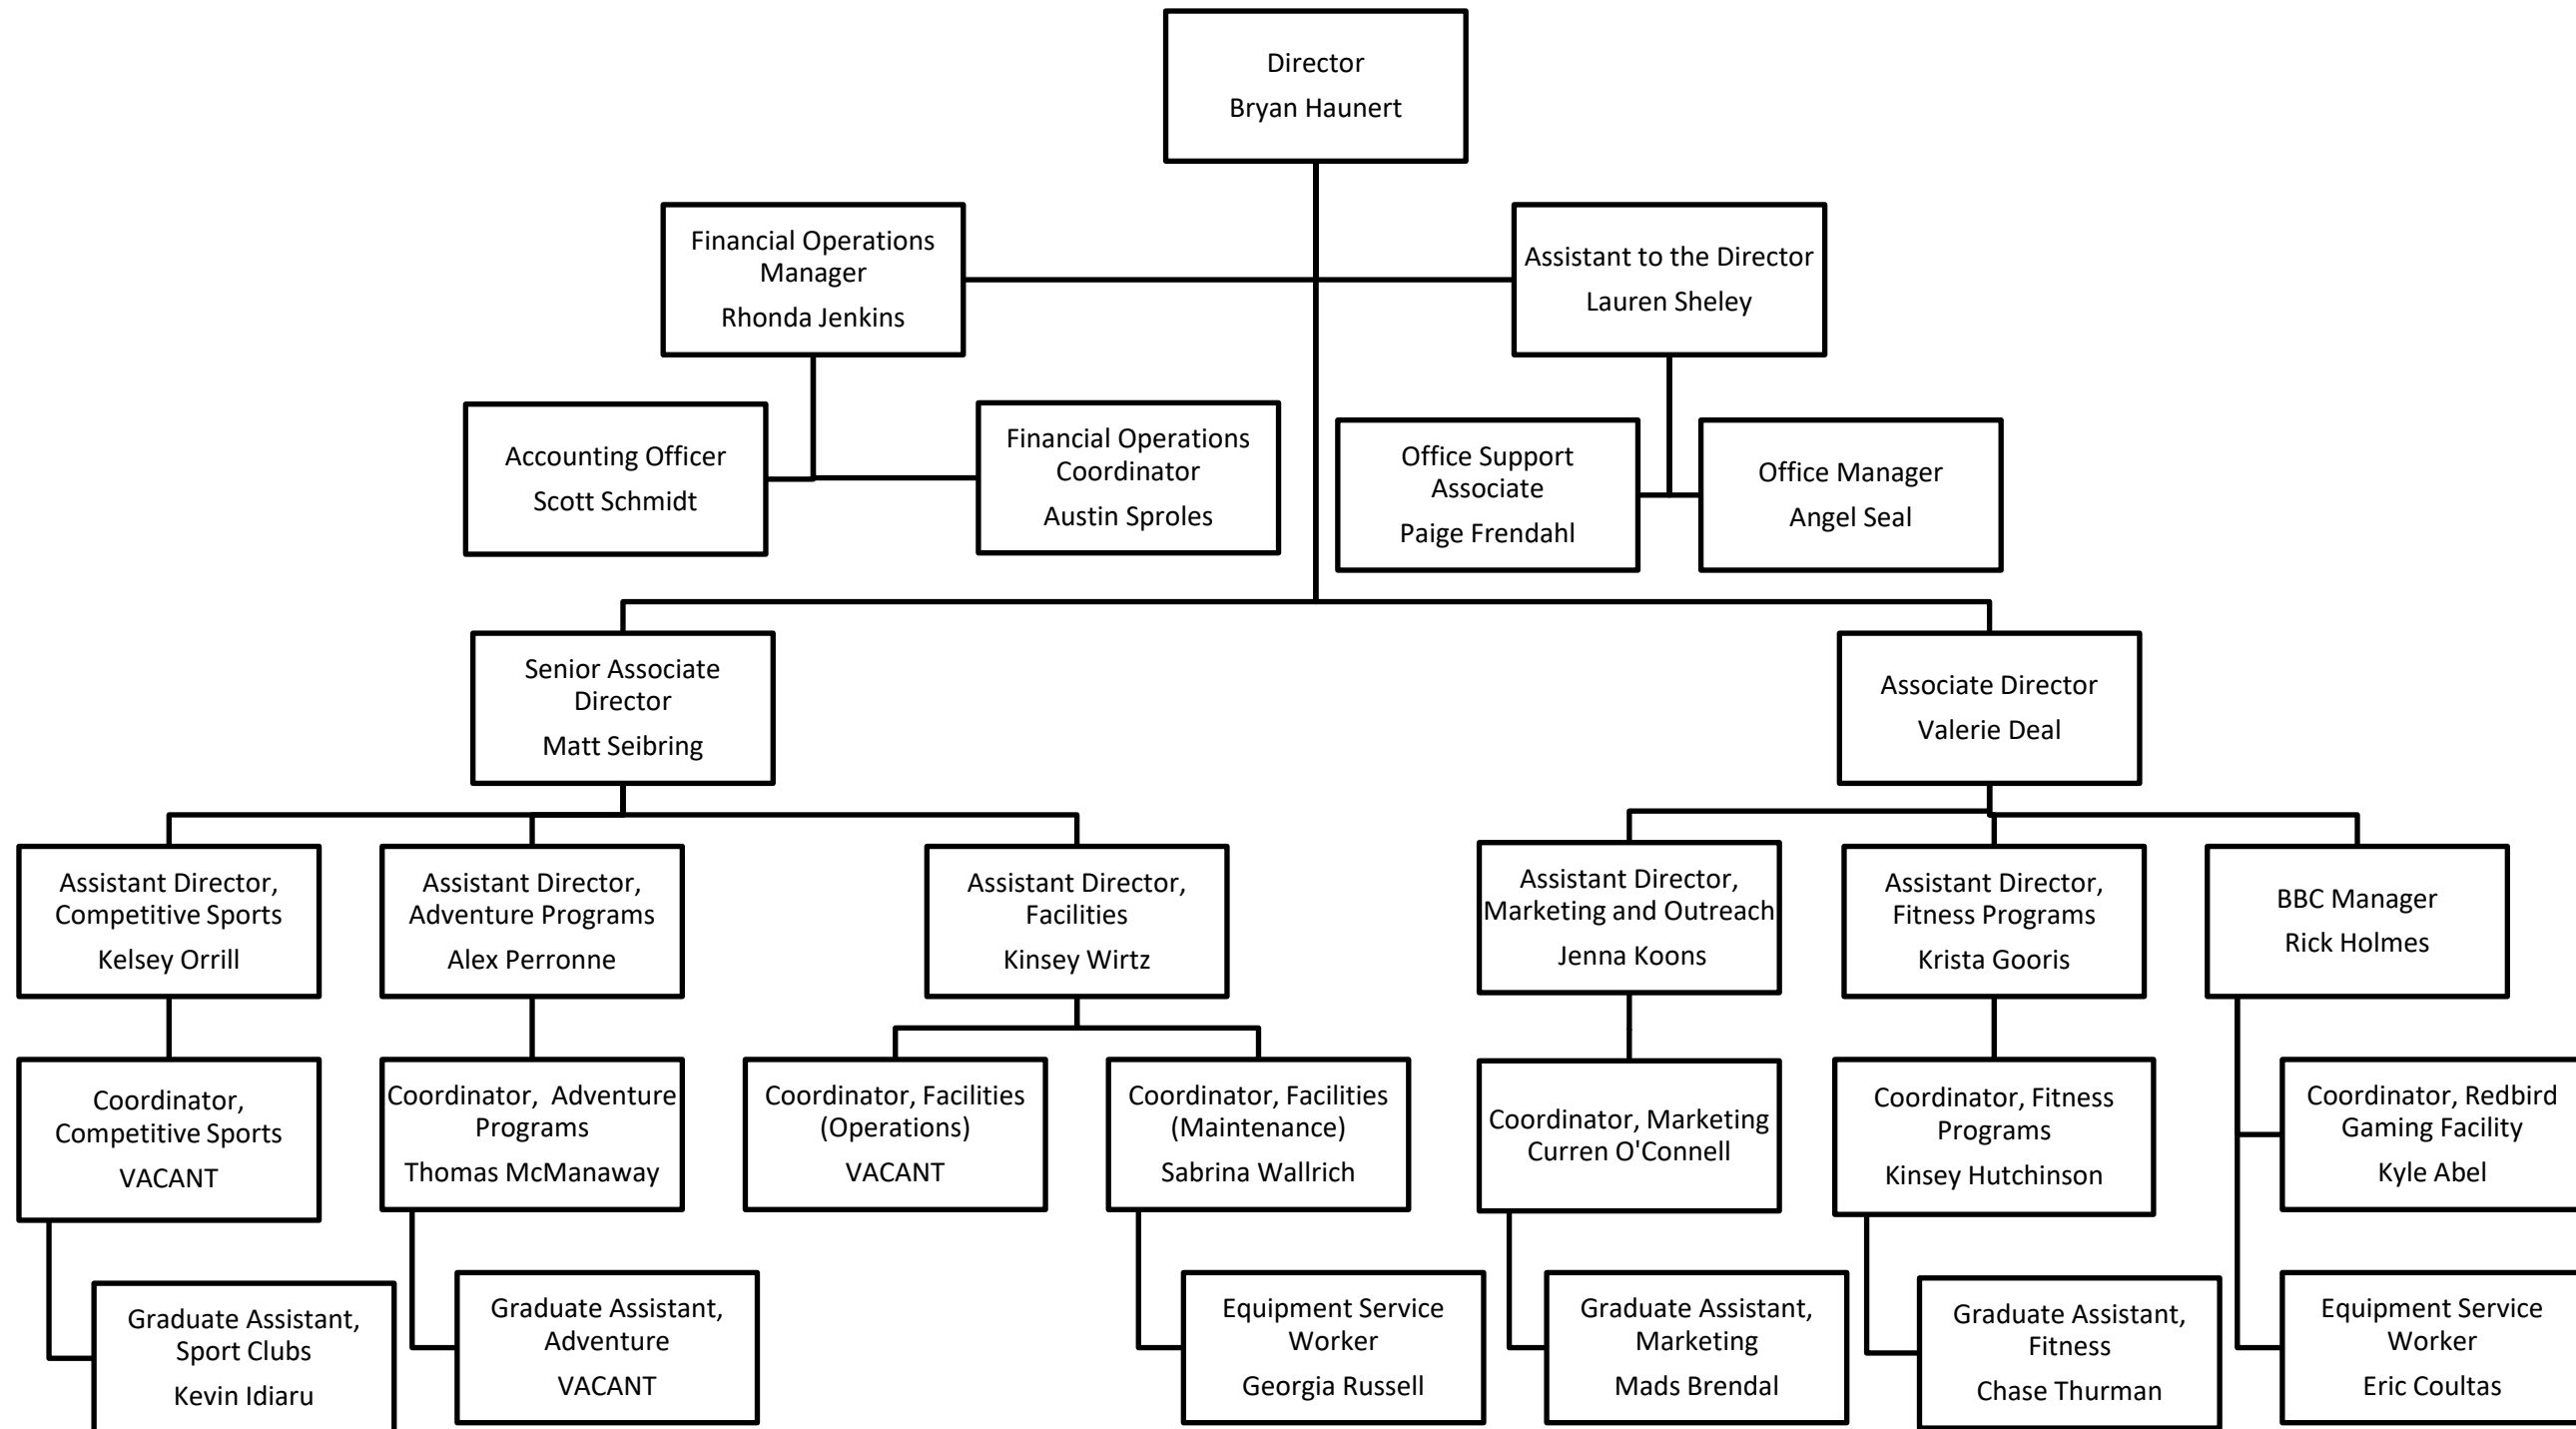 Director
Bryan Haunert
Financial Operations
Manager
Rhonda Jenkins
Assistant to the Director
Lauren Sheley
Accounting Officer
Scott Schmidt
Financial Operations
Coordinator
Austin Sproles
Office Support
Associate
Paige Frendahl
Office Manager
Angel Seal
Senior Associate
Director
Matt Seibring
Associate Director
Valerie Deal
Assistant Director,
Competitive Sports
Kelsey Orrill
Assistant Director,
Adventure Programs
Alex Perronne
Assistant Director,
Facilities
Kinsey Wirtz
Assistant Director,
Marketing and Outreach
Jenna Koons
Assistant Director,
Fitness Programs
Krista Gooris
BBC Manager
Rick Holmes
Coordinator,
Competitive Sports
VACANT
Coordinator, Adventure
Programs
Thomas McManaway
Coordinator, Facilities
(Operations)
VACANT
Coordinator, Facilities
(Maintenance)
Sabrina Wallrich
Coordinator, Marketing
Curren O'Connell
Coordinator, Fitness
Programs
Kinsey Hutchinson
Coordinator, Redbird
Gaming Facility
Kyle Abel
Graduate Assistant,
Sport Clubs
Kevin Idiaru
Graduate Assistant,
Adventure
VACANT
Equipment Service
Worker
Georgia Russell
Graduate Assistant,
Marketing
Mads Brendal
Graduate Assistant,
Fitness
Chase Thurman
Equipment Service
Worker
Eric Coultas